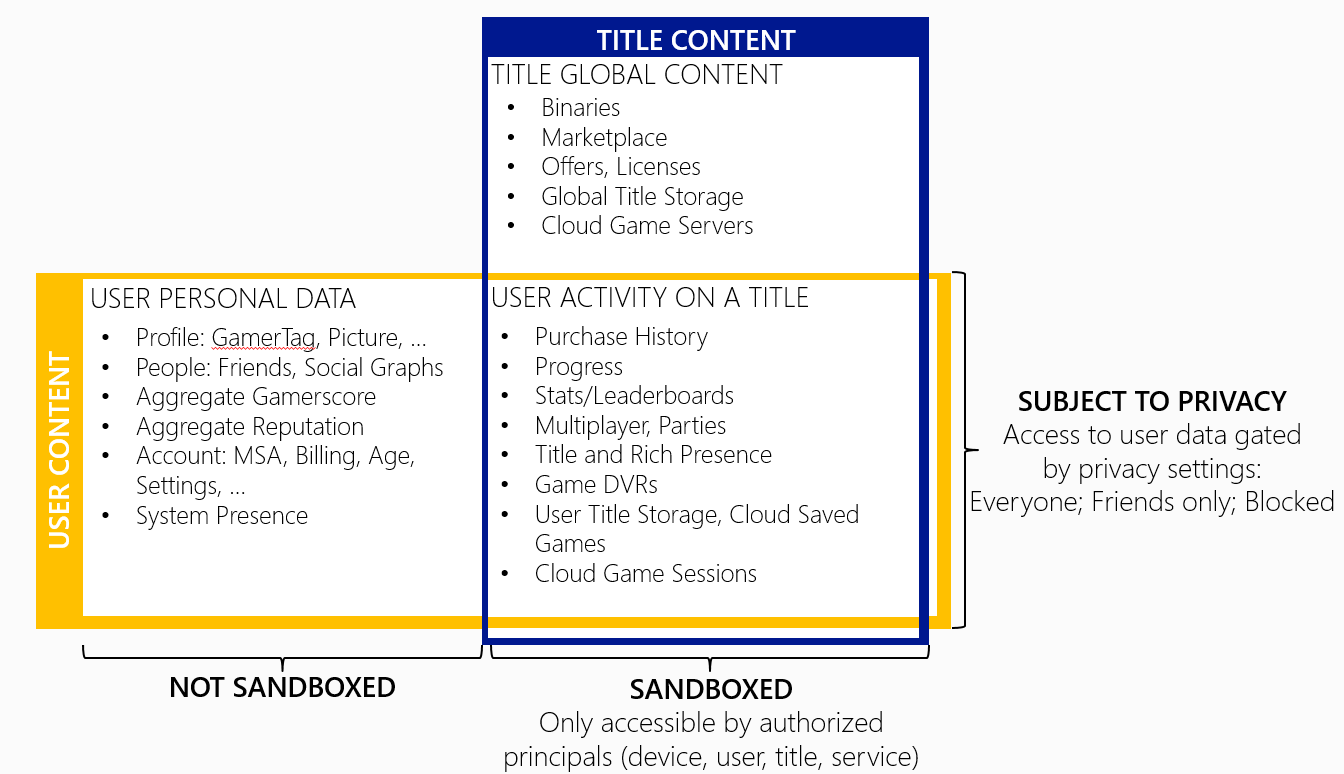 TITLE CONTENT
TITLE GLOBAL CONTENT
• Binaries
• Marketplace
• Offers, Licenses
• Global Title Storage
• Cloud Game Servers
USER CONTENT
USER PERSONAL DATA
• Profile: GamerTag, Picture, ...
• People: Friends, Social Graphs
• Aggregate Gamerscore
• Aggregate Reputation
• Account: MSA, Billing, Age,
Settings, ...
• System Presence
USER ACTIVITY ON A TITLE
• Purchase History
• Progress
• Stats/Leaderboards
• Multiplayer, Parties
• Title and Rich Presence
• Game DVRs
• User Title Storage, Cloud Saved
Games
• Cloud Game Sessions
SUBJECT TO PRIVACY
Access to user data gated
by privacy settings:
Everyone; Friends only; Blocked
NOT SANDBOXED
SANDBOXED
Only accessible by authorized
principals (device, user, title, service)